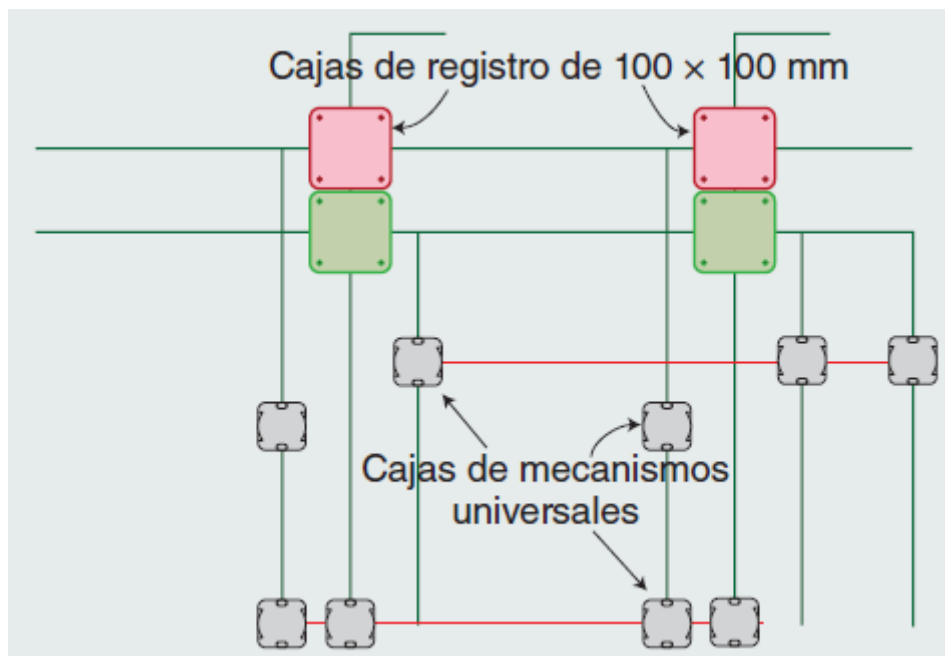 Cajas de registro de 100 × 100 mm
Cajas de mecanismos
universales